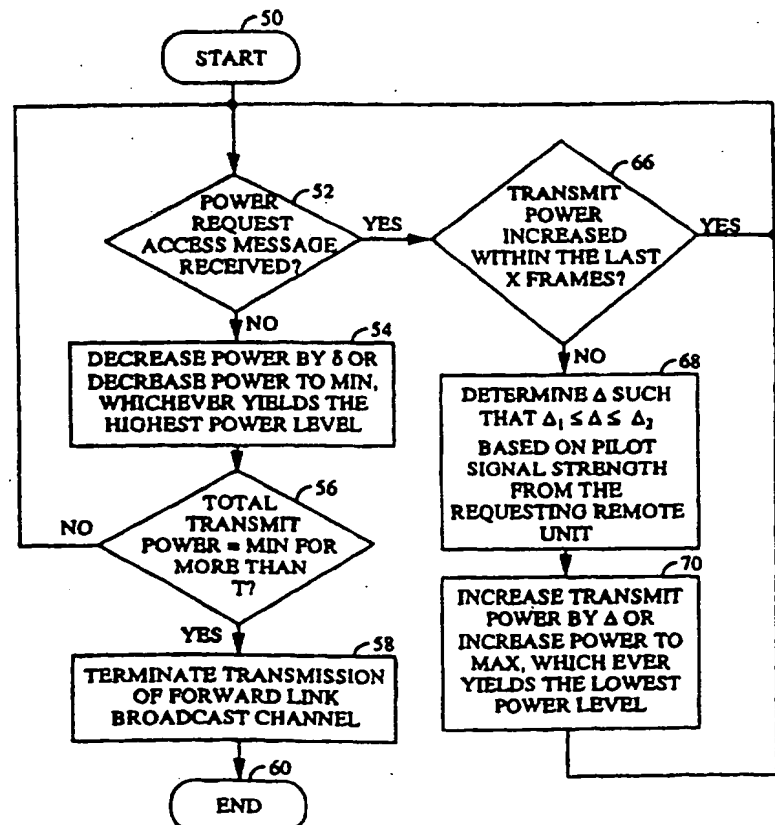 50
START
52
POWER
REQUEST
ACCESS MESSAGE
RECEIVED?
YES
66
TRANSMIT
POWER
INCREASED
WITHIN THE LAST
X FRAMES?
YES
NO
54
DECREASE POWER BY δ OR
DECREASE POWER TO MIN,
WHICHEVER YIELDS THE
HIGHEST POWER LEVEL
NO
68
DETERMINE Δ SUCH
THAT Δ₁ ≤ Δ ≤ Δ₂
BASED ON PILOT
SIGNAL STRENGTH
FROM THE
REQUESTING REMOTE
UNIT
56
TOTAL
TRANSMIT
POWER = MIN FOR
MORE THAN
T?
NO
YES
70
INCREASE TRANSMIT
POWER BY Δ OR
INCREASE POWER TO
MAX, WHICH EVER
YIELDS THE LOWEST
POWER LEVEL
58
TERMINATE TRANSMISSION
OF FORWARD LINK
BROADCAST CHANNEL
60
END